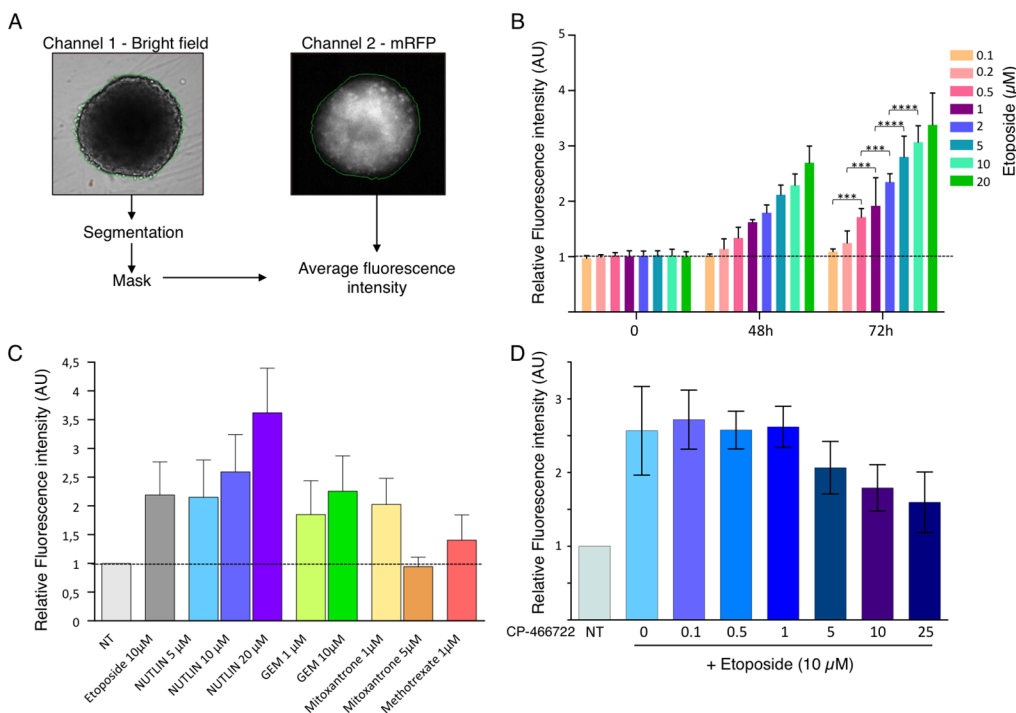 A
Channel 1 - Bright field
Channel 2 - mRFP
Segmentation
Mask
Average fluorescence
intensity
B
Relative Fluorescence intensity (AU)
5
4
3
2
1
0
48h
72h
***
***
***
****
****
0.1
0.2
0.5
1
2
5
10
20
Etoposide (µM)
C
Relative Fluorescence intensity (AU)
4,5
4
3,5
3
2,5
2
1,5
1
0,5
0
NT
Etoposide 10µM
NUTLIN 5 µM
NUTLIN 10 µM
NUTLIN 20 µM
GEM 1 µM
GEM 10µM
Mitoxantrone 1µM
Mitoxantrone 5µM
Methotrexate 1µM
D
Relative Fluorescence intensity (AU)
3
2
1
CP-466722 NT 0 0.1 0.5 1 5 10 25
+ Etoposide (10 µM)